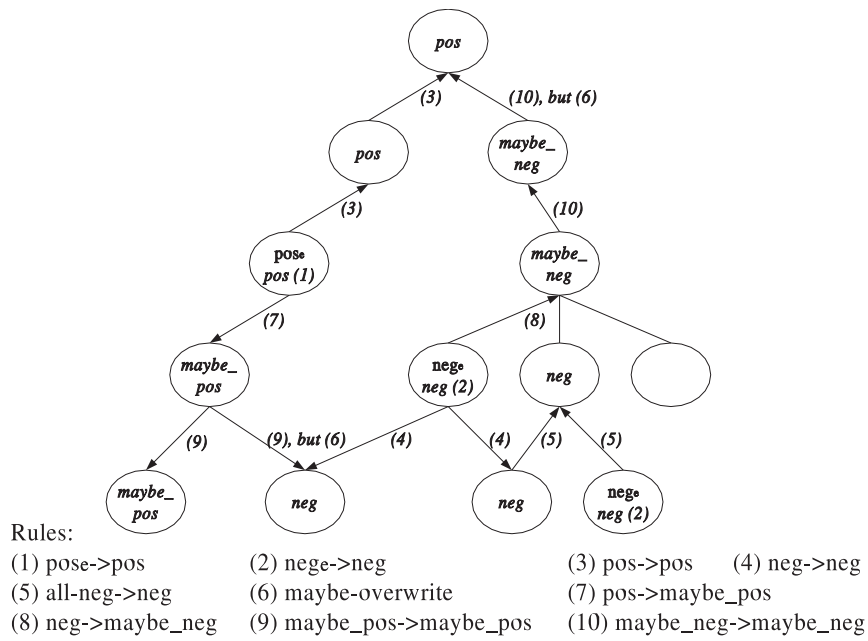 pos
(3)
(10), but (6)
pos
maybe_
neg
(3)
(10)
pose
pos (1)
maybe_
neg
(7)
(8)
maybe_
pos
nege
neg (2)
neg
(9)
(9), but (6)
(4)
(4)
(5)
(5)
maybe_
pos
neg
neg
nege
neg (2)
Rules:
(1) pose->pos (2) nege->neg (3) pos->pos (4) neg->neg
(5) all-neg->neg (6) maybe-overwrite (7) pos->maybe_pos
(8) neg->maybe_neg (9) maybe_pos->maybe_pos (10) maybe_neg->maybe_neg